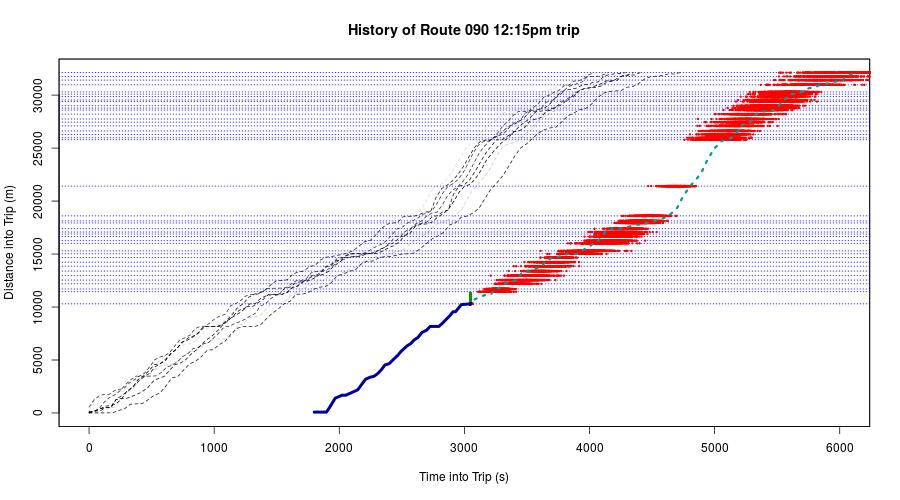 History of Route 090 12:15pm trip
Distance into Trip (m)
30000
25000
20000
15000
10000
5000
0
0 1000 2000 3000 4000 5000 6000
Time into Trip (s)